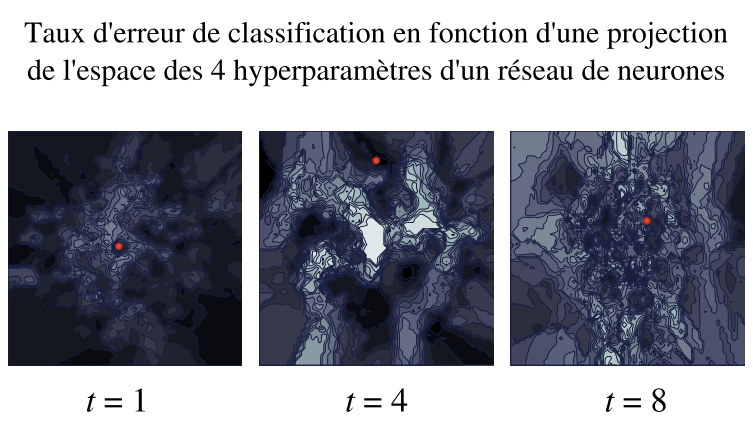 Taux d'erreur de classification en fonction d'une projection
de l'espace des 4 hyperparamètres d'un réseau de neurones
t = 1
t = 4
t = 8